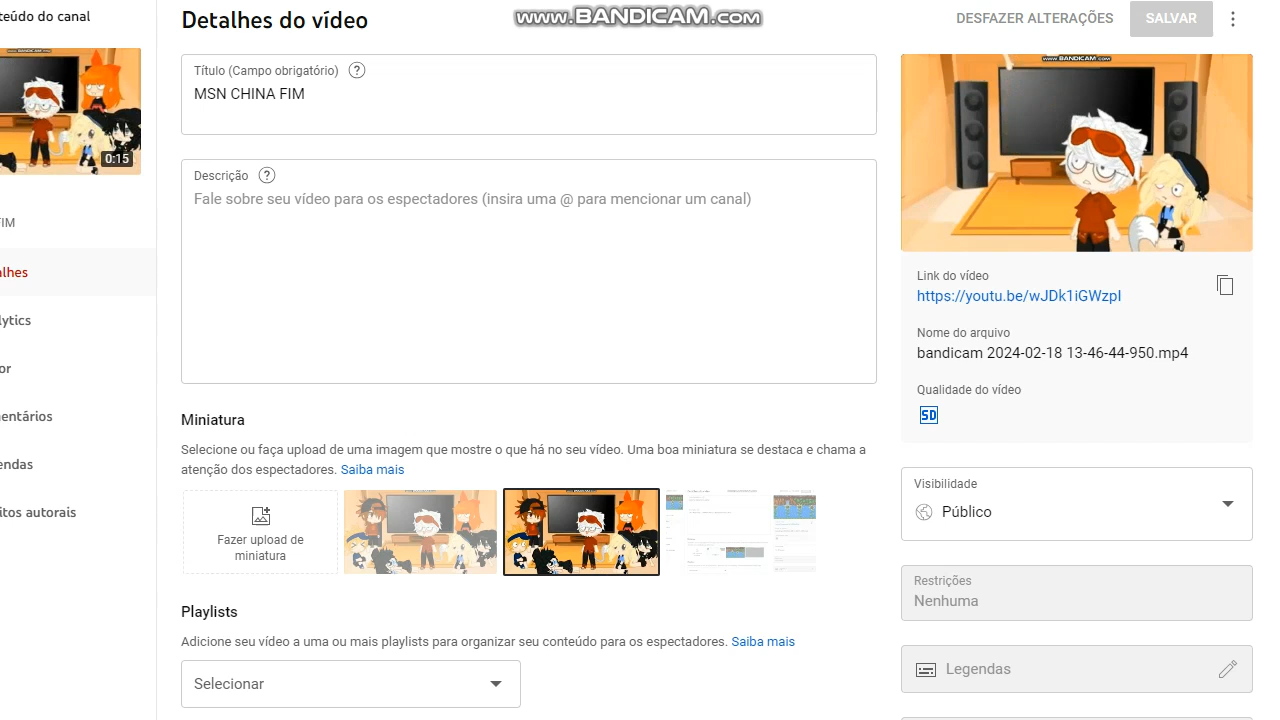 teúdo do canal
Detalhes do vídeo
www.BANDICAM.com
DESFAZER ALTERAÇÕES
SALVAR
0:15
FIM
alhes
lytics
or
entários
endas
itos autorais
Título (Campo obrigatório)
MSN CHINA FIM
Descrição
Fale sobre seu vídeo para os espectadores (insira uma @ para mencionar um canal)
Miniatura
Selecione ou faça upload de uma imagem que mostre o que há no seu vídeo. Uma boa miniatura se destaca e chama a
atenção dos espectadores. Saiba mais
Fazer upload de
miniatura
Playlists
Adicione seu vídeo a uma ou mais playlists para organizar seu conteúdo para os espectadores. Saiba mais
Selecionar
www.BANDICAM.com
Link do vídeo
https://youtu.be/wJDk1iGWzpI
Nome do arquivo
bandicam 2024-02-18 13-46-44-950.mp4
Qualidade do vídeo
SD
Visibilidade
Público
Restrições
Nenhuma
Legendas